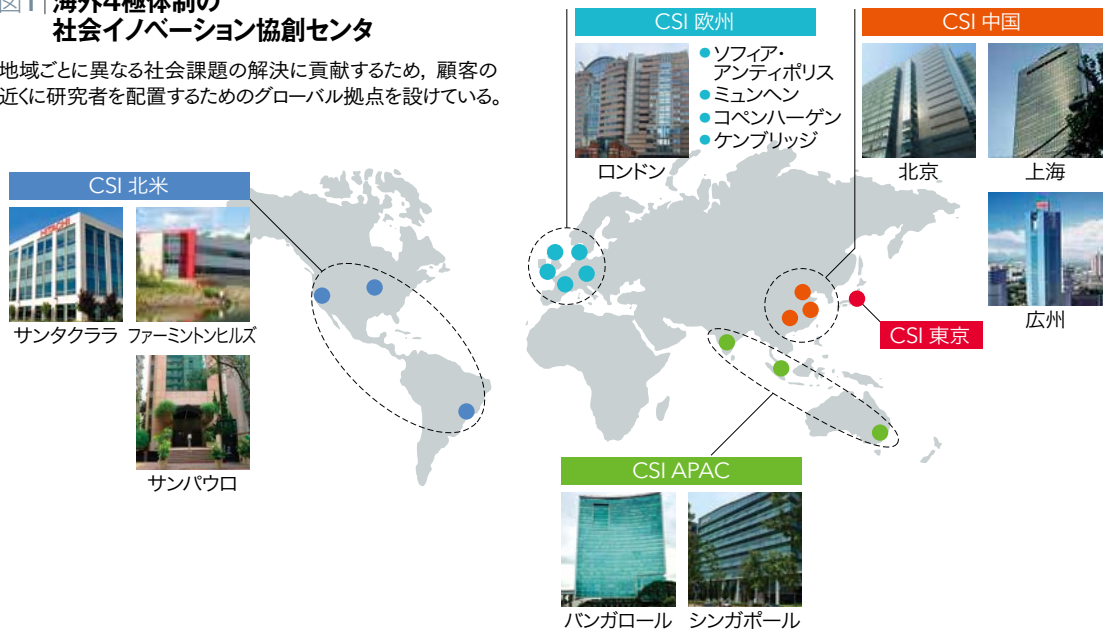 図1|海外4極体制の
社会イノベーション協創センタ
地域ごとに異なる社会課題の解決に貢献するため,顧客の
近くに研究者を配置するためのグローバル拠点を設けている。
CSI 北米
HITACHI
サンタクララ
ファーミントンヒルズ
サンパウロ
CSI 欧州
ロンドン
●ソフィア・
アンティポリス
●ミュンヘン
●コペンハーゲン
●ケンブリッジ
CSI 中国
北京
上海
広州
CSI 東京
CSI APAC
バンガロール
シンガポール